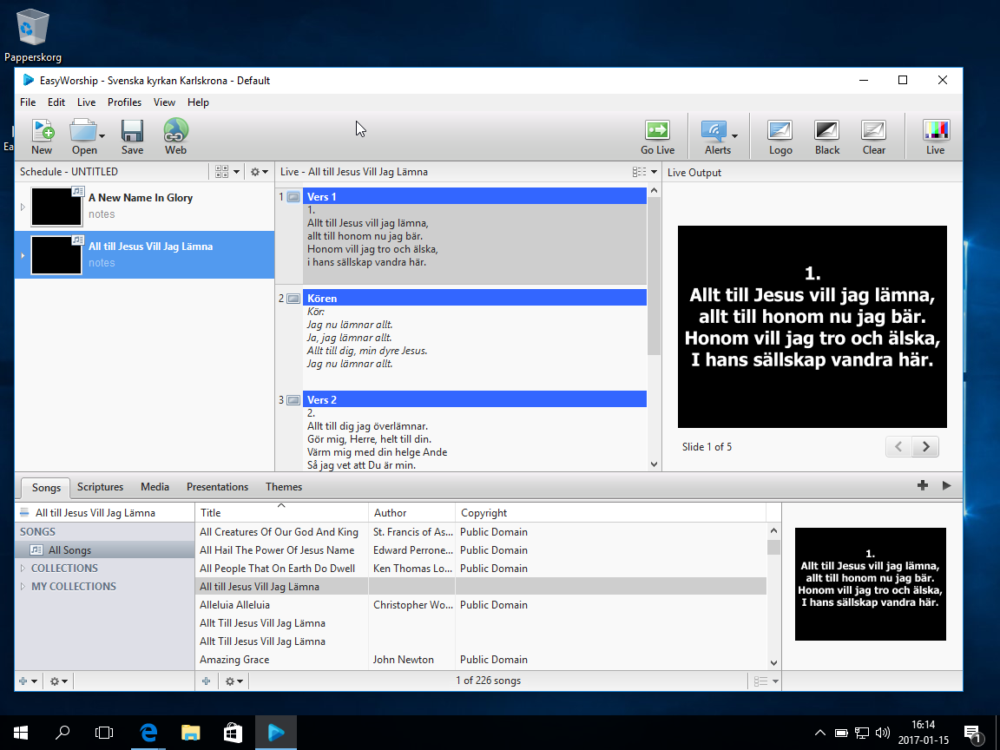 Papperskorg
Ea
EasyWorship - Svenska kyrkan Karlskrona - Default
File Edit Live Profiles View Help
New Open Save Web Go Live Alerts Logo Black Clear Live
Schedule - UNTITLED
A New Name In Glory
notes
All till Jesus Vill Jag Lämna
notes
Live - All till Jesus Vill Jag Lämna
1 Vers 1
1.
Allt till Jesus vill jag lämna,
allt till honom nu jag bär.
Honom vill jag tro och älska,
i hans sällskap vandra här.
2 Kören
Kör:
Jag nu lämnar allt.
Ja, jag lämnar allt.
Allt till dig, min dyre Jesus.
Jag nu lämnar allt.
3 Vers 2
2.
Allt till dig jag överlämnar.
Gör mig, Herre, helt till din.
Värm mig med din helge Ande
Så jag vet att Du är min.
Live Output
1.
Allt till Jesus vill jag lämna,
allt till honom nu jag bär.
Honom vill jag tro och älska,
I hans sällskap vandra här.
Slide 1 of 5
Songs Scriptures Media Presentations Themes
All till Jesus Vill Jag Lämna
SONGS
All Songs
COLLECTIONS
MY COLLECTIONS
Title Author Copyright
All Creatures Of Our God And King St. Francis of As... Public Domain
All Hail The Power Of Jesus Name Edward Perrone... Public Domain
All People That On Earth Do Dwell Ken Thomas Lo... Public Domain
All till Jesus Vill Jag Lämna
Alleluia Alleluia Christopher Wo... Public Domain
Allt Till Jesus Vill Jag Lämna
Allt Till Jesus Vill Jag Lämna
Amazing Grace John Newton Public Domain
1 of 226 songs
1.
Allt till Jesus vill jag lämna,
allt till honom nu jag bär.
Honom vill jag tro och älska,
I hans sällskap vandra här.
16:14
2017-01-15
1